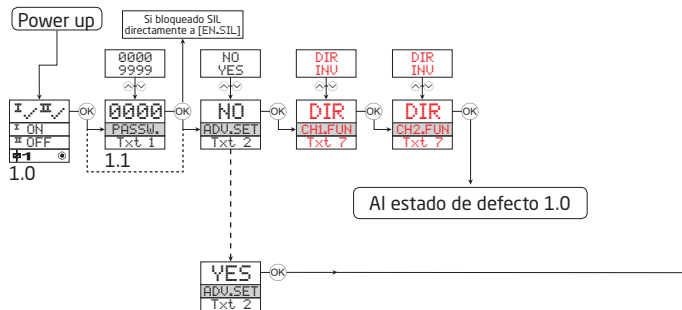 Power up
Si bloqueado SIL
directamente a [EN.SIL]
0000
9999
NO
YES
DIR
INV
DIR
INV
I / II /
I ON
II OFF
1
1.0
OK
0000
PASSW.
Txt 1
1.1
OK
NO
ADV.SET
Txt 2
OK
DIR
CH1.FUN
Txt 7
OK
DIR
CH2.FUN
Txt 7
OK
Al estado de defecto 1.0
YES
ADV.SET
Txt 2
OK